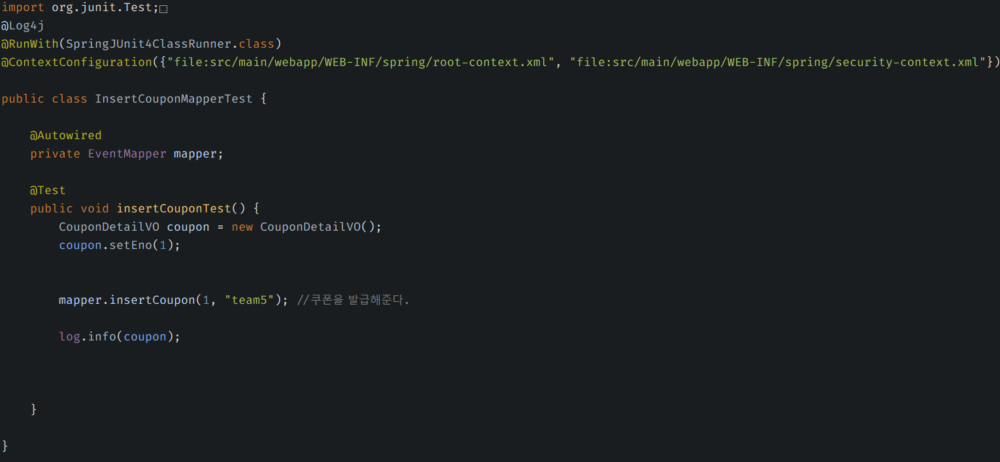 import org.junit.Test;
@Log4j
@RunWith(SpringJUnit4ClassRunner.class)
@ContextConfiguration({"file:src/main/webapp/WEB-INF/spring/root-context.xml", "file:src/main/webapp/WEB-INF/spring/security-context.xml"})
public class InsertCouponMapperTest {
@Autowired
private EventMapper mapper;
@Test
public void insertCouponTest() {
CouponDetailVO coupon = new CouponDetailVO();
coupon.setEno(1);
mapper.insertCoupon(1, "team5"); //쿠폰을 발급해준다.
log.info(coupon);
}
}